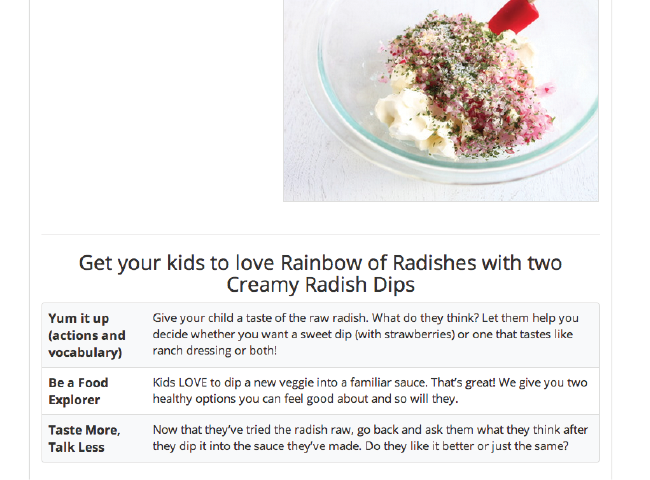 Get your kids to love Rainbow of Radishes with two
Creamy Radish Dips
Yum it up
(actions and
vocabulary)
Give your child a taste of the raw radish. What do they think? Let them help you
decide whether you want a sweet dip (with strawberries) or one that tastes like
ranch dressing or both!
Be a Food
Explorer
Kids LOVE to dip a new veggie into a familiar sauce. That's great! We give you two
healthy options you can feel good about and so will they.
Taste More,
Talk Less
Now that they've tried the radish raw, go back and ask them what they think after
they dip it into the sauce they've made. Do they like it better or just the same?